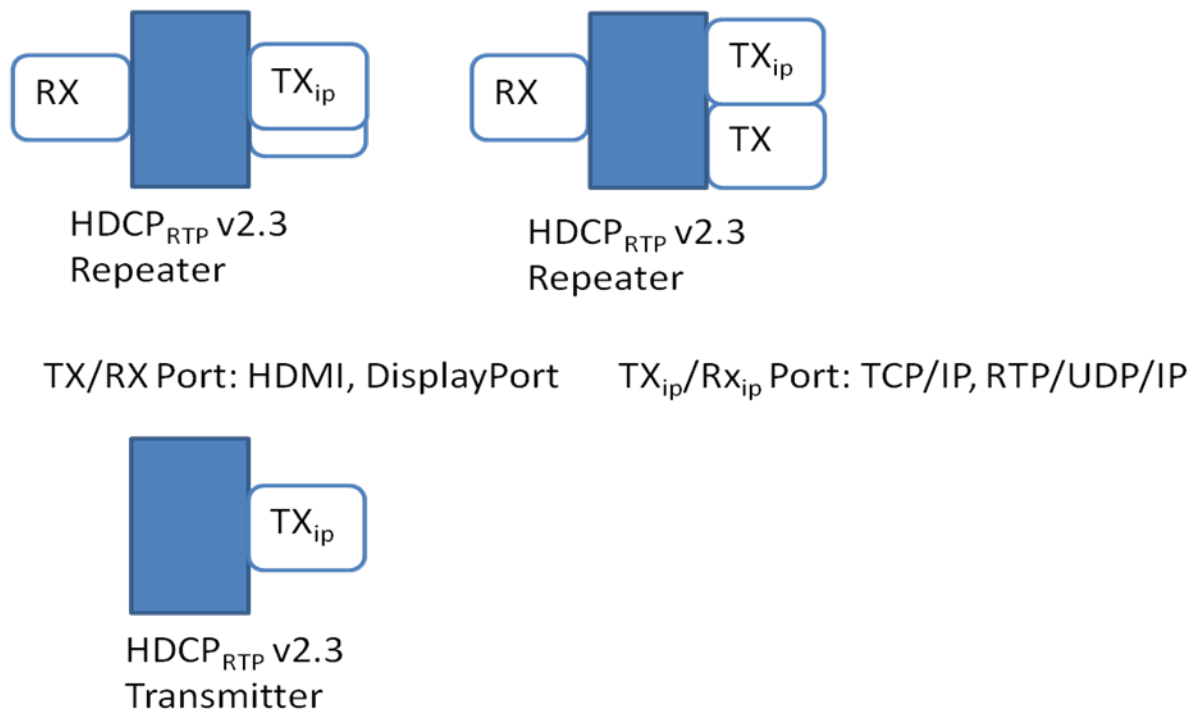 RX
TXip
RX
TXip
TX
HDCPRTP v2.3
Repeater
HDCPRTP v2.3
Repeater
TX/RX Port: HDMI, DisplayPort
TXip/Rxip Port: TCP/IP, RTP/UDP/IP
TXip
HDCPRTP v2.3
Transmitter